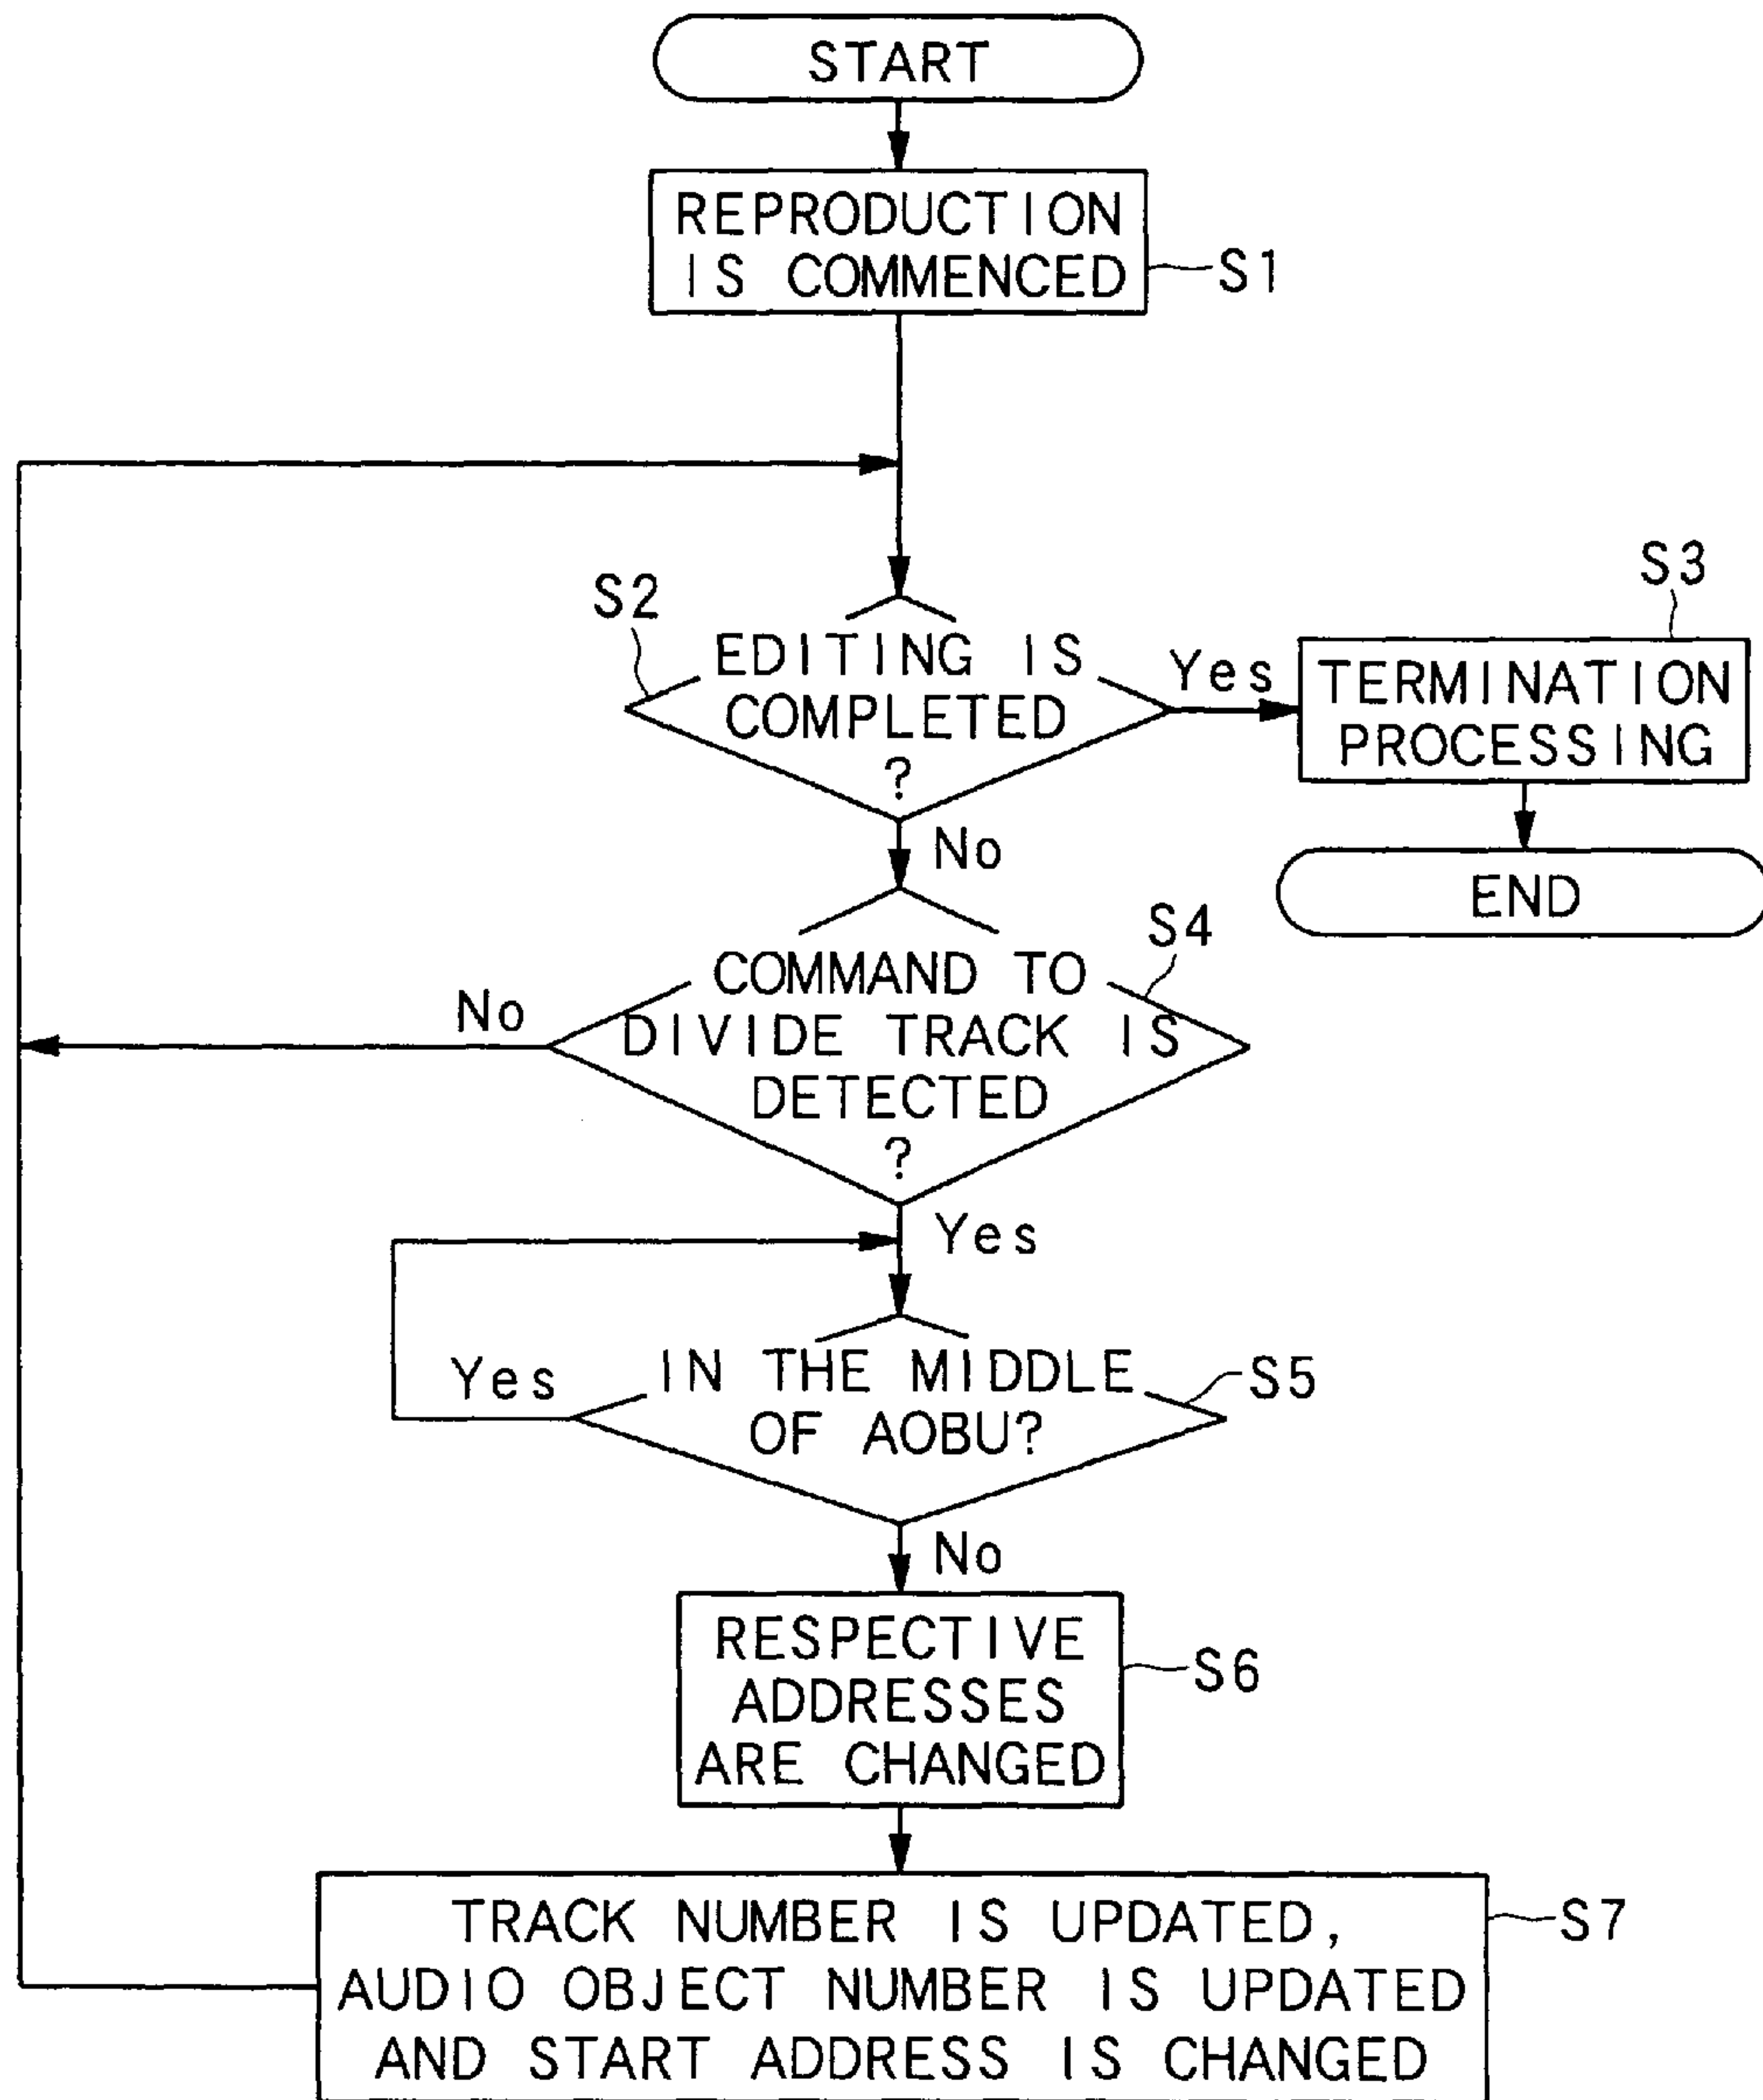 START
REPRODUCTION
IS COMMENCED
S1
S2
EDITING IS
COMPLETED
?
Yes
S3
TERMINATION
PROCESSING
No
END
S4
COMMAND TO
DIVIDE TRACK IS
DETECTED
?
No
Yes
IN THE MIDDLE
OF AOBU?
Yes
S5
No
RESPECTIVE
ADDRESSES
ARE CHANGED
S6
TRACK NUMBER IS UPDATED,
AUDIO OBJECT NUMBER IS UPDATED
AND START ADDRESS IS CHANGED
S7